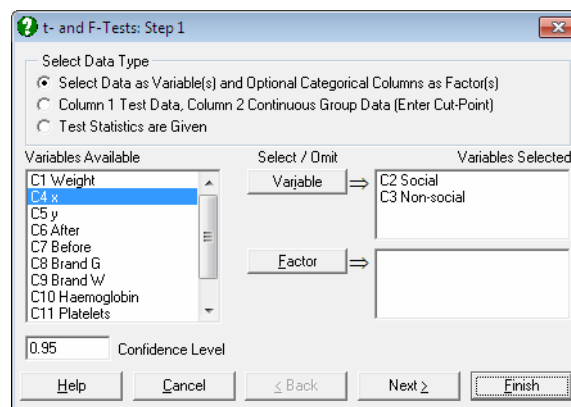 t- and F-Tests: Step 1
Select Data Type
Select Data as Variable(s) and Optional Categorical Columns as Factor(s)
Column 1 Test Data, Column 2 Continuous Group Data (Enter Cut-Point)
Test Statistics are Given
Variables Available
Select / Omit
Variables Selected
C1 Weight
C4 x
C5 y
C6 After
C7 Before
C8 Brand G
C9 Brand W
C10 Haemoglobin
C11 Platelets
Variable
C2 Social
C3 Non-social
Factor
0.95 Confidence Level
Help
Cancel
< Back
Next >
Finish